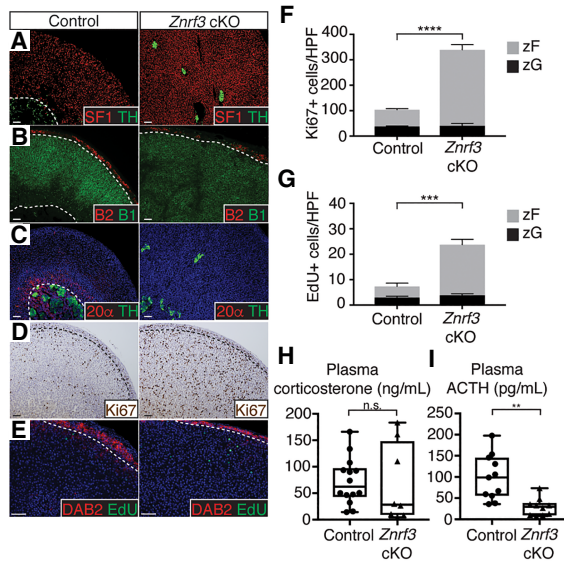 Control
Znrf3 cKO
A
SF1 TH
SF1 TH
B
B2 B1
B2 B1
C
20α TH
20α TH
D
Ki67
Ki67
E
DAB2 EdU
DAB2 EdU
F
Ki67+ cells/HPF
400
300
200
100
0
****
zF
zG
Control
Znrf3
cKO
G
EdU+ cells/HPF
40
30
20
10
0
***
zF
zG
Control
Znrf3
cKO
H
Plasma
corticosterone (ng/mL)
n.s.
200
150
100
50
0
Control
Znrf3
cKO
I
Plasma
ACTH (pg/mL)
**
250
200
150
100
50
0
Control
Znrf3
cKO